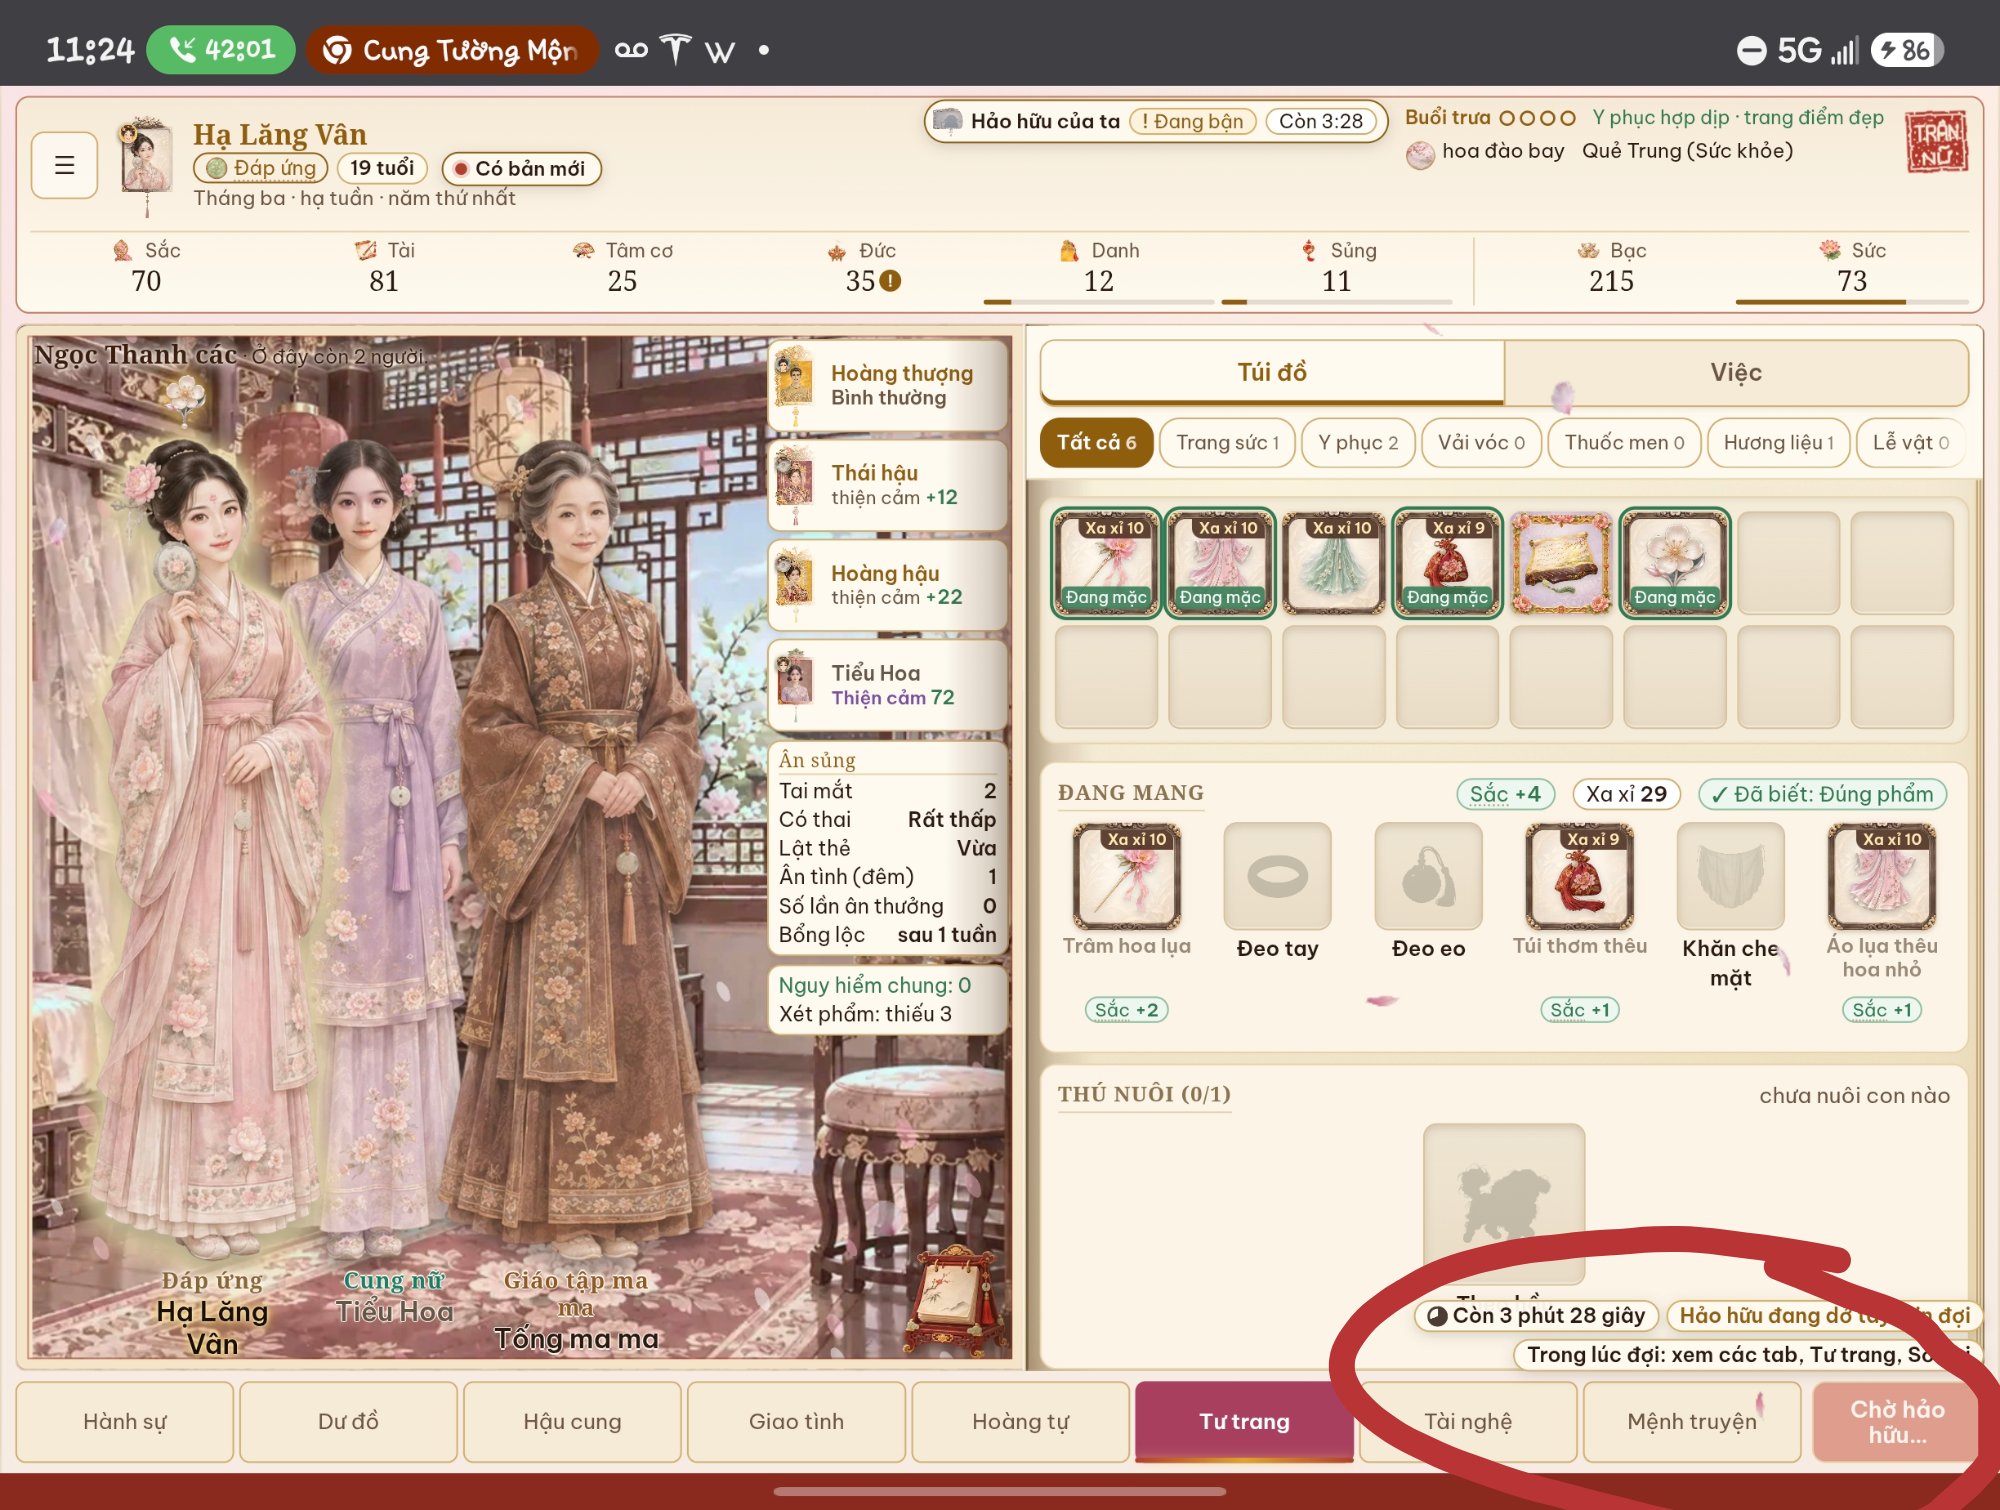 11:24
42:01
Cung Tường Mộn
5G
86
Hạ Lăng Vân
Đáp ứng
19 tuổi
Có bản mới
Tháng ba · hạ tuần · năm thứ nhất
Hảo hữu của ta
! Đang bận
Còn 3:28
Buổi trưa
Y phục hợp dịp · trang điểm đẹp
hoa đào bay
Quẻ Trung (Sức khỏe)
TRÂN NỮ
Sắc
70
Tài
81
Tâm cơ
25
Đức
35 !
Danh
12
Sủng
11
Bạc
215
Sức
73
Ngọc Thanh các · Ở đây còn 2 người
Hoàng thượng
Bình thường
Thái hậu
thiện cảm +12
Hoàng hậu
thiện cảm +22
Tiểu Hoa
Thiện cảm 72
Ân sủng
Tai mắt 2
Có thai Rất thấp
Lật thẻ Vừa
Ân tình (đêm) 1
Số lần ân thưởng 0
Bổng lộc sau 1 tuần
Nguy hiểm chung: 0
Xét phẩm: thiếu 3
Đáp ứng
Hạ Lăng
Vân
Cung nữ
Tiểu Hoa
Giáo tập ma
ma
Tống ma ma
Túi đồ
Việc
Tất cả 6
Trang sức 1
Y phục 2
Vải vóc 0
Thuốc men 0
Hương liệu 1
Lễ vật 0
Xa xỉ 10
Đang mặc
Xa xỉ 10
Đang mặc
Xa xỉ 10
Xa xỉ 9
Đang mặc
Đang mặc
ĐANG MANG
Sắc +4
Xa xỉ 29
✓ Đã biết: Đúng phẩm
Xa xỉ 10
Trâm hoa lụa
Sắc +2
Đeo tay
Đeo eo
Xa xỉ 9
Túi thơm thêu
Sắc +1
Khăn che
mặt
Xa xỉ 10
Áo lụa thêu
hoa nhỏ
Sắc +1
THÚ NUÔI (0/1)
chưa nuôi con nào
Còn 3 phút 28 giây
Hảo hữu đang dở đợi
Trong lúc đợi: xem các tab, Tư trang,
Hành sự
Dư đồ
Hậu cung
Giao tình
Hoàng tự
Tư trang
Tài nghệ
Mệnh truyện
Chờ hảo
hữu...